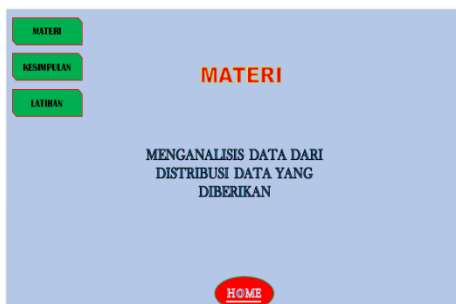 MATERI
KESIMPULAN
LATIHAN
MATERI
MENGANALISIS DATA DARI
DISTRIBUSI DATA YANG
DIBERIKAN
HOME